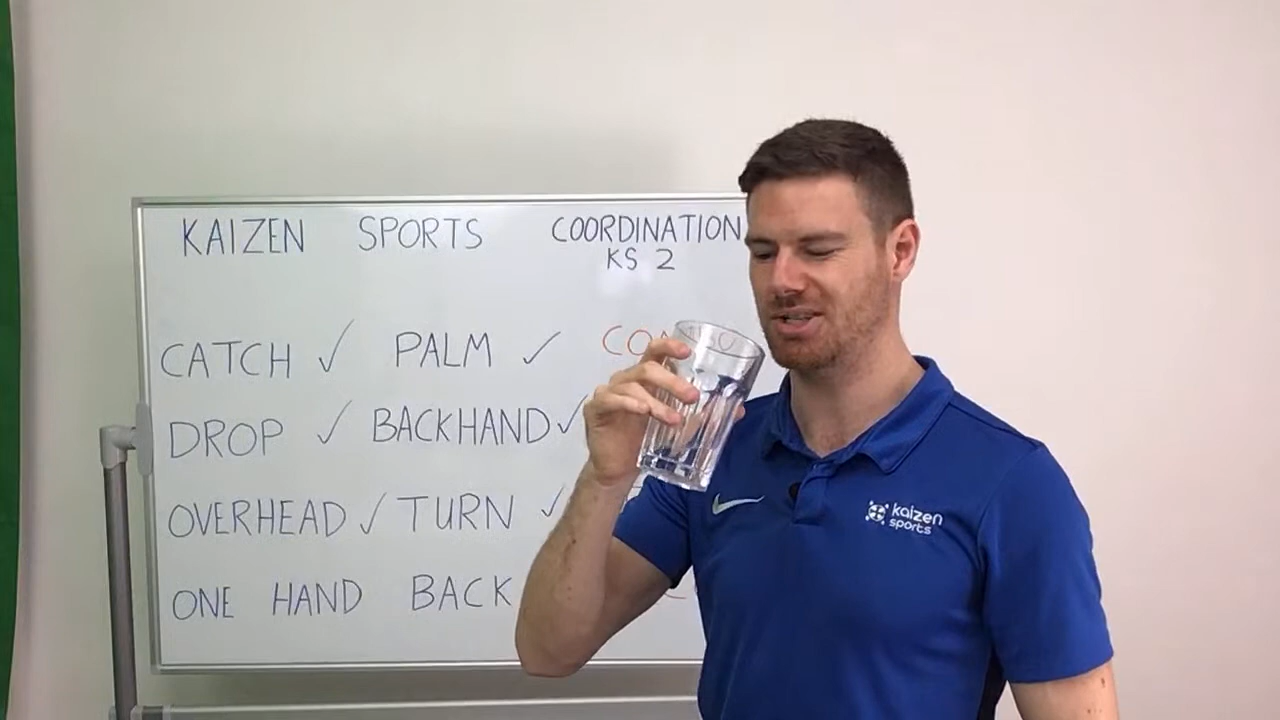 KAIZEN SPORTS COORDINATION
KS 2
CATCH ✓ PALM ✓
DROP ✓ BACKHAND ✓
OVERHEAD ✓ TURN ✓
ONE HAND BACK
kaizen
sports